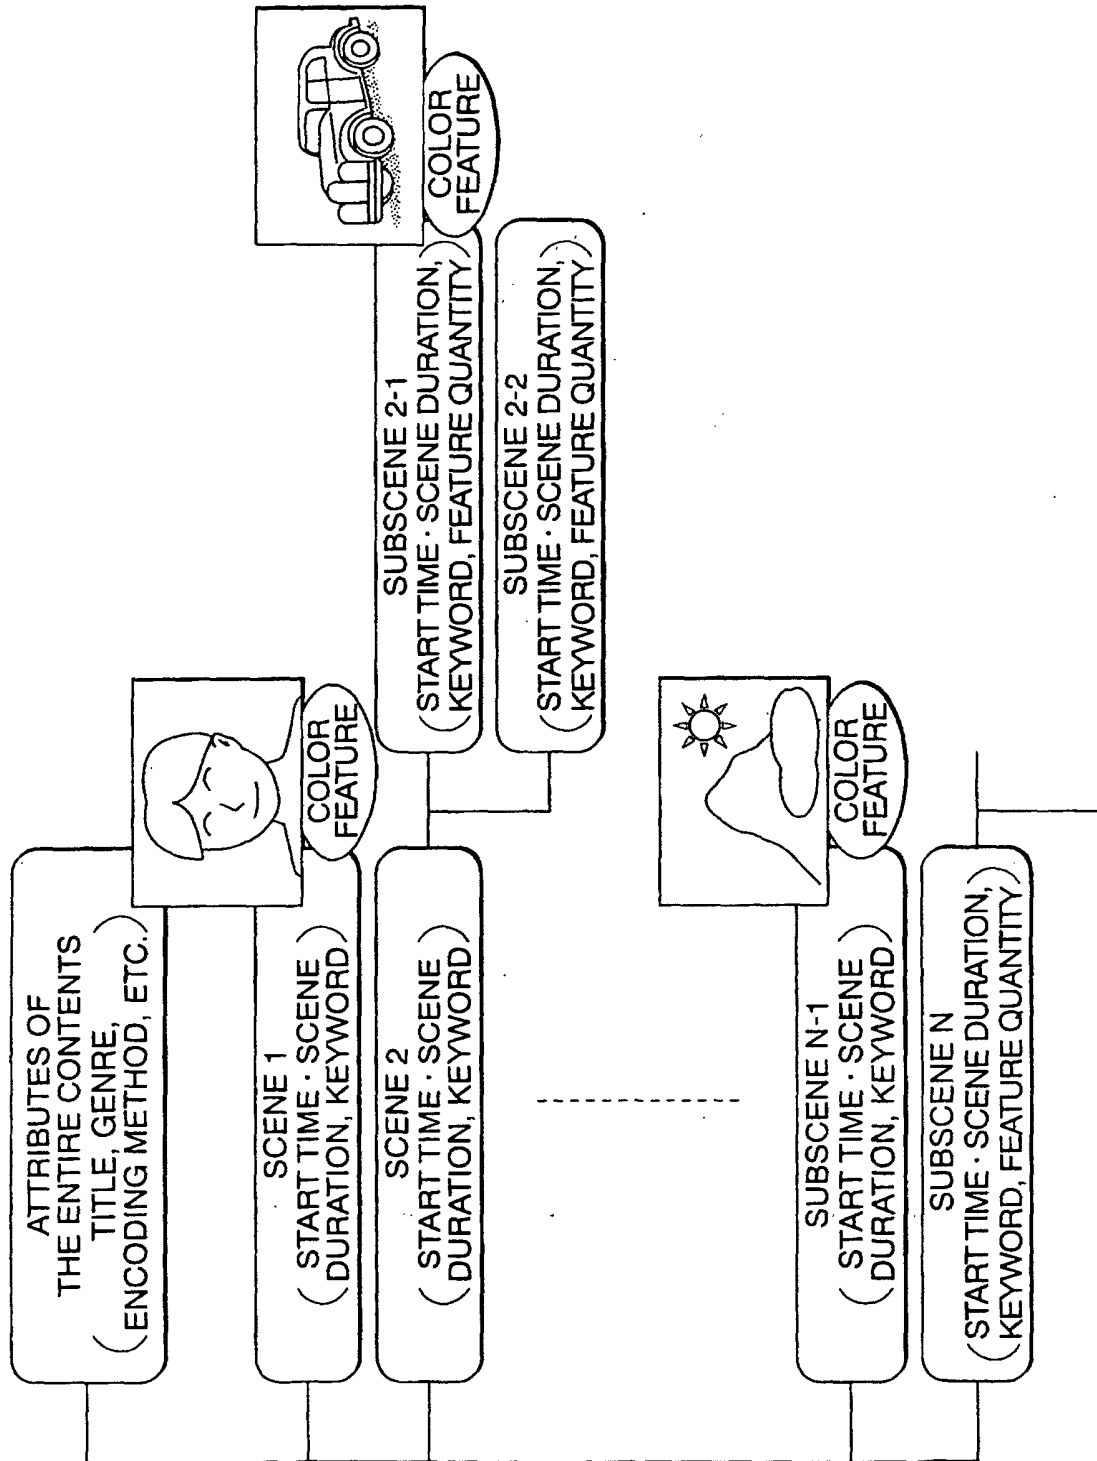 ATTRIBUTES OF
THE ENTIRE CONTENTS
(TITLE, GENRE,
ENCODING METHOD, ETC.)
COLOR
FEATURE
SCENE 1
(START TIME · SCENE
DURATION, KEYWORD)
SCENE 2
(START TIME · SCENE
DURATION, KEYWORD)
COLOR
FEATURE
SUBSCENE 2-1
(START TIME · SCENE DURATION,
KEYWORD, FEATURE QUANTITY)
SUBSCENE 2-2
(START TIME · SCENE DURATION,
KEYWORD, FEATURE QUANTITY)
COLOR
FEATURE
SUBSCENE N-1
(START TIME · SCENE
DURATION, KEYWORD)
SUBSCENE N
(START TIME · SCENE DURATION,
KEYWORD, FEATURE QUANTITY)